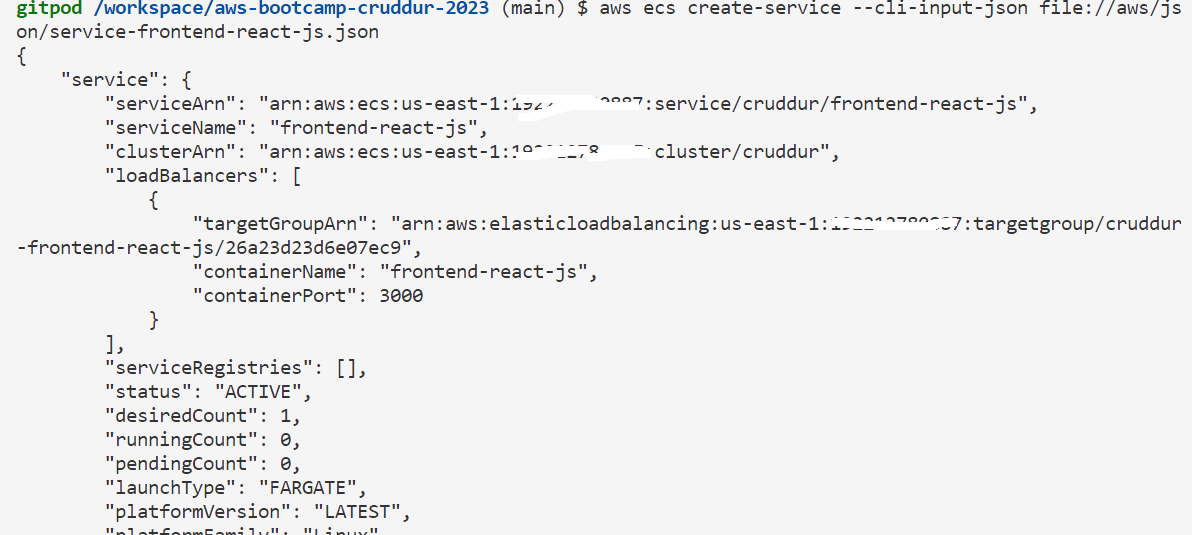 gitpod /workspace/aws-bootcamp-cruddur-2023 (main) $ aws ecs create-service --cli-input-json file://aws/js
on/service-frontend-react-js.json
{
    "service": {
        "serviceArn": "arn:aws:ecs:us-east-1: :service/cruddur/frontend-react-js",
        "serviceName": "frontend-react-js",
        "clusterArn": "arn:aws:ecs:us-east-1: cluster/cruddur",
        "loadBalancers": [
            {
                "targetGroupArn": "arn:aws:elasticloadbalancing:us-east-1: :targetgroup/cruddur
-frontend-react-js/26a23d23d6e07ec9",
                "containerName": "frontend-react-js",
                "containerPort": 3000
            }
        ],
        "serviceRegistries": [],
        "status": "ACTIVE",
        "desiredCount": 1,
        "runningCount": 0,
        "pendingCount": 0,
        "launchType": "FARGATE",
        "platformVersion": "LATEST",
        "platformFamily": "Linux"